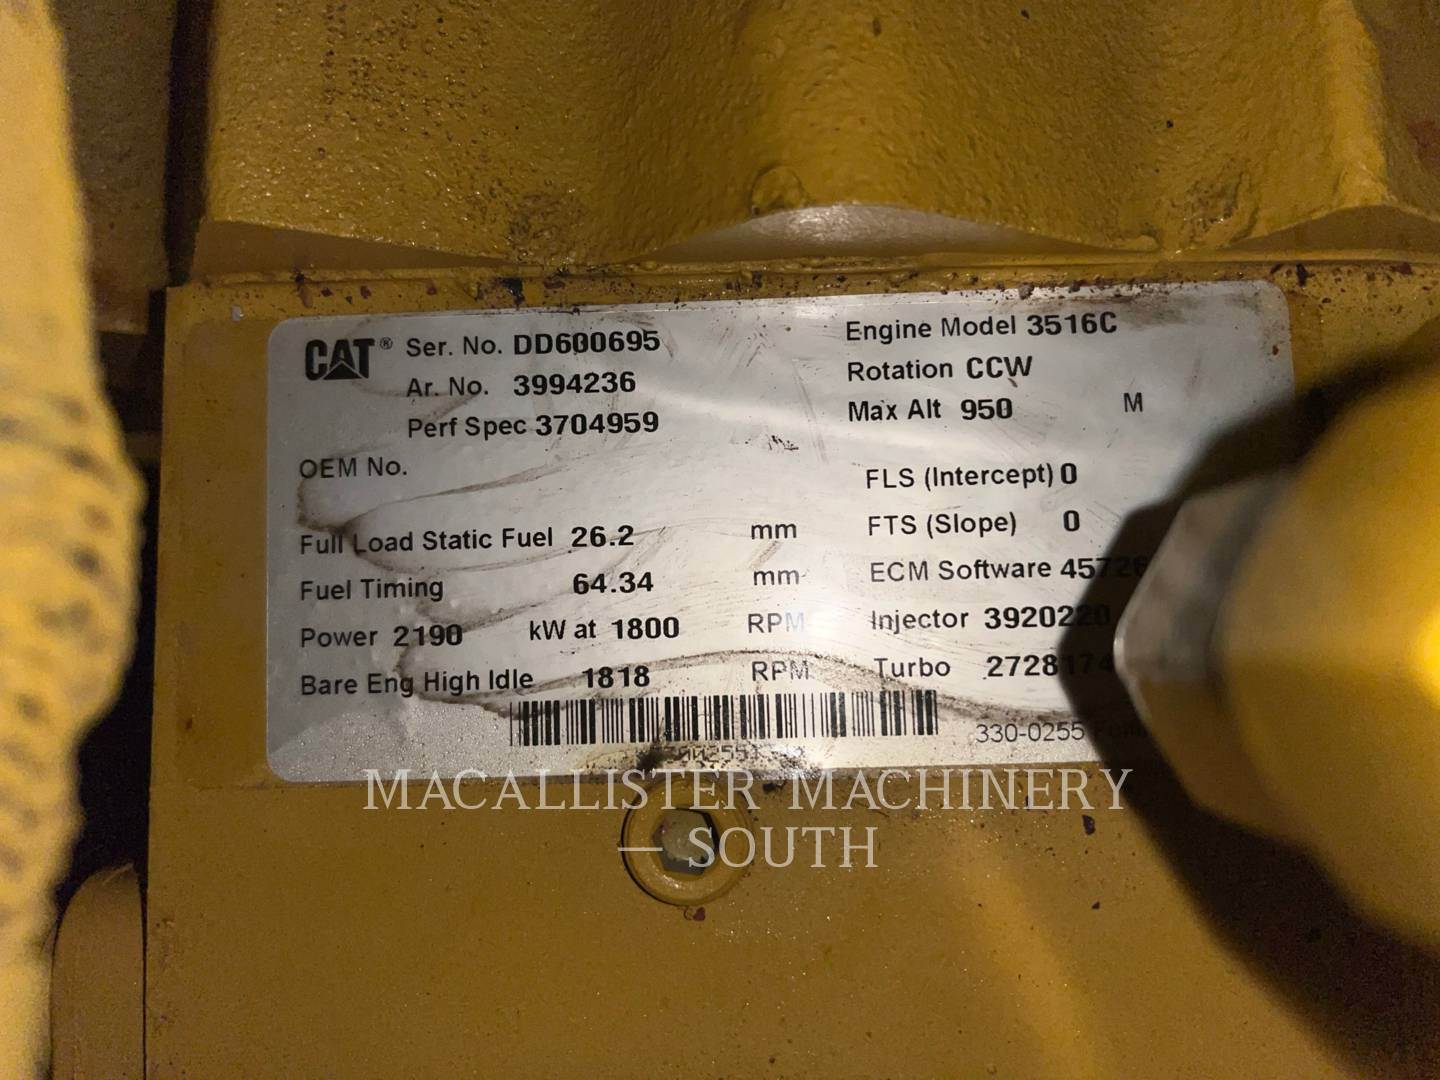 CAT® Ser. No. DD600695
Ar. No. 3994236
Perf Spec 3704959
OEM No.
Full Load Static Fuel 26.2 mm
Fuel Timing 64.34 mm
Power 2190 kW at 1800 RPM
Bare Eng High Idle 1818 RPM
Engine Model 3516C
Rotation CCW
Max Alt 950 M
FLS (Intercept) 0
FTS (Slope) 0
ECM Software
Injector
Turbo
330-0255
MACALLISTER MACHINERY
— SOUTH